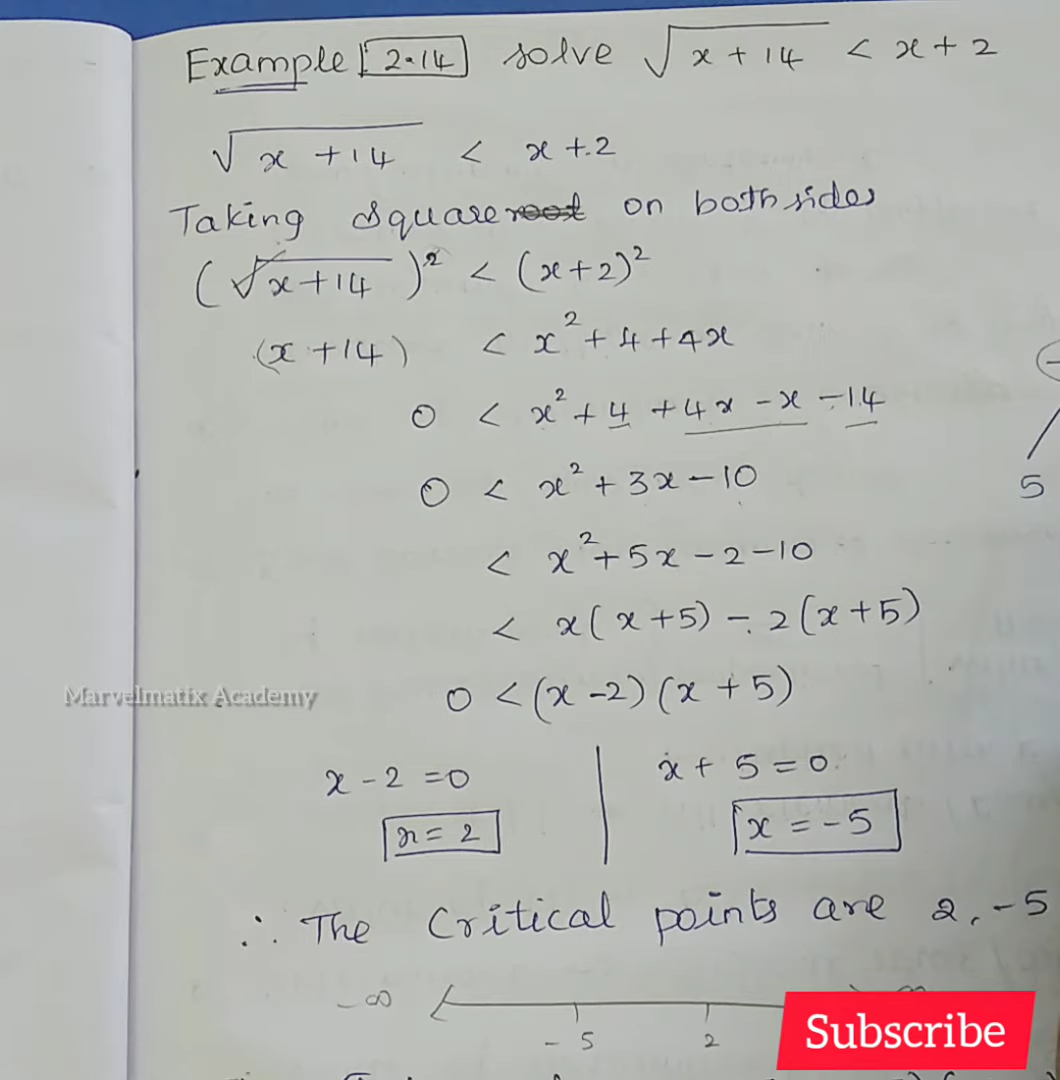 Example 2.14 solve √x+14 < x+2
√x+14 < x+2
Taking Square root on both sides
(√x+14)² < (x+2)²
(x+14) < x²+4+4x
0 < x²+4+4x-x-14
0 < x²+3x-10
< x²+5x-2-10
< x(x+5)-2(x+5)
5
0 < (x-2)(x+5)
Marvelmatix Academy
x-2=0 x+5=0
x=2 x=-5
∴ The Critical points are 2, -5
-∞
-5 2
Subscribe